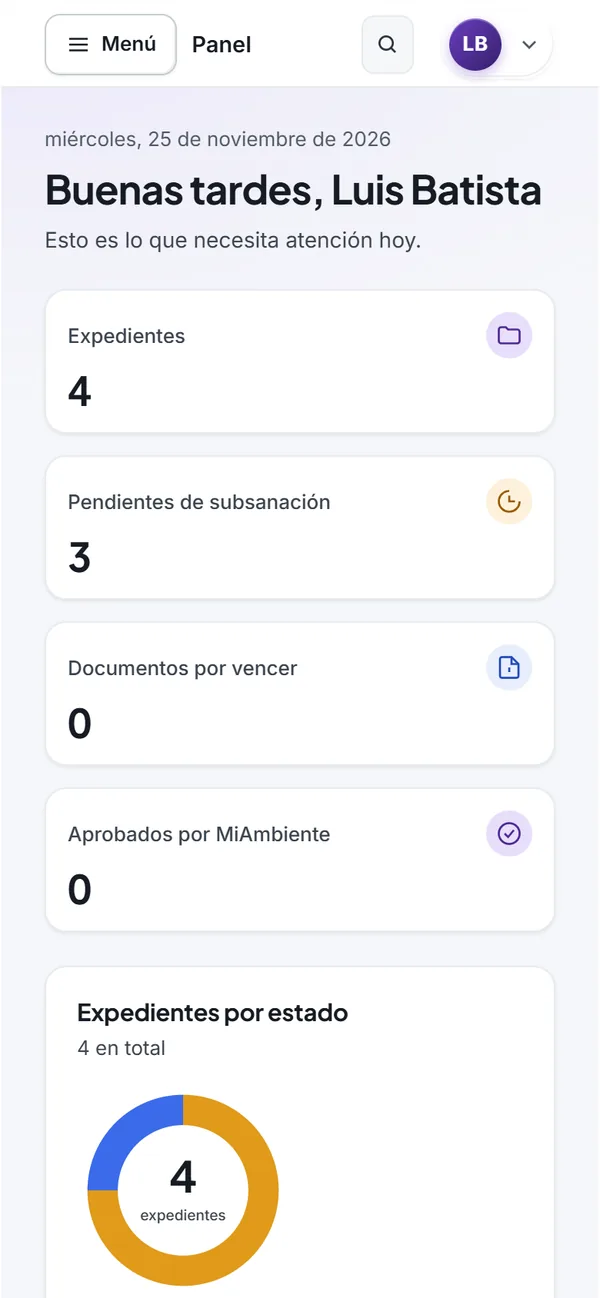 Menú
Panel
LB
miércoles, 25 de noviembre de 2026
Buenas tardes, Luis Batista
Esto es lo que necesita atención hoy.
Expedientes
4
Pendientes de subsanación
3
Documentos por vencer
0
Aprobados por MiAmbiente
0
Expedientes por estado
4 en total
4
expedientes